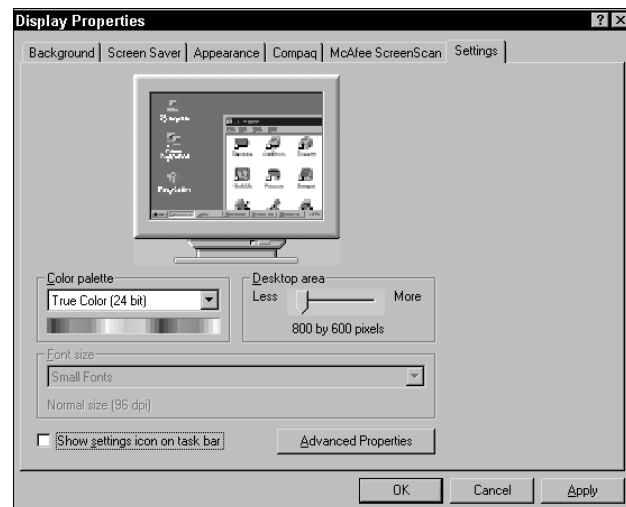 Display Properties
Background Screen Saver Appearance Compaq McAfee ScreenScan Settings
Color palette
True Color (24 bit)
Desktop area
Less More
800 by 600 pixels
Font size
Small Fonts
Normal size (96 dpi)
Show settings icon on task bar
Advanced Properties
OK Cancel Apply